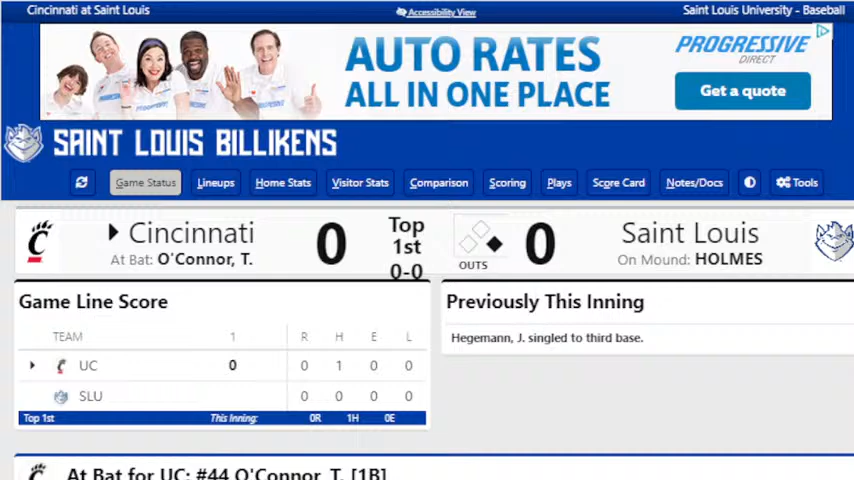 Cincinnati at Saint Louis
Accessibility View
Saint Louis University - Baseball
AUTO RATES
ALL IN ONE PLACE
PROGRESSIVE
DIRECT
Get a quote
SAINT LOUIS BILLIKENS
Game Status
Lineups
Home Stats
Visitor Stats
Comparison
Scoring
Plays
Score Card
Notes/Docs
Tools
Cincinnati
At Bat: O'Connor, T.
0
Top
1st
0-0
OUTS
0
Saint Louis
On Mound: HOLMES
Game Line Score
TEAM 1 R H E L
UC 0 0 1 0 0
SLU 0 0 0 0
Top 1st This Inning: 0R 1H 0E
Previously This Inning
Hegemann, J. singled to third base.
At Bat for UC: #44 O'Connor, T. [1B]